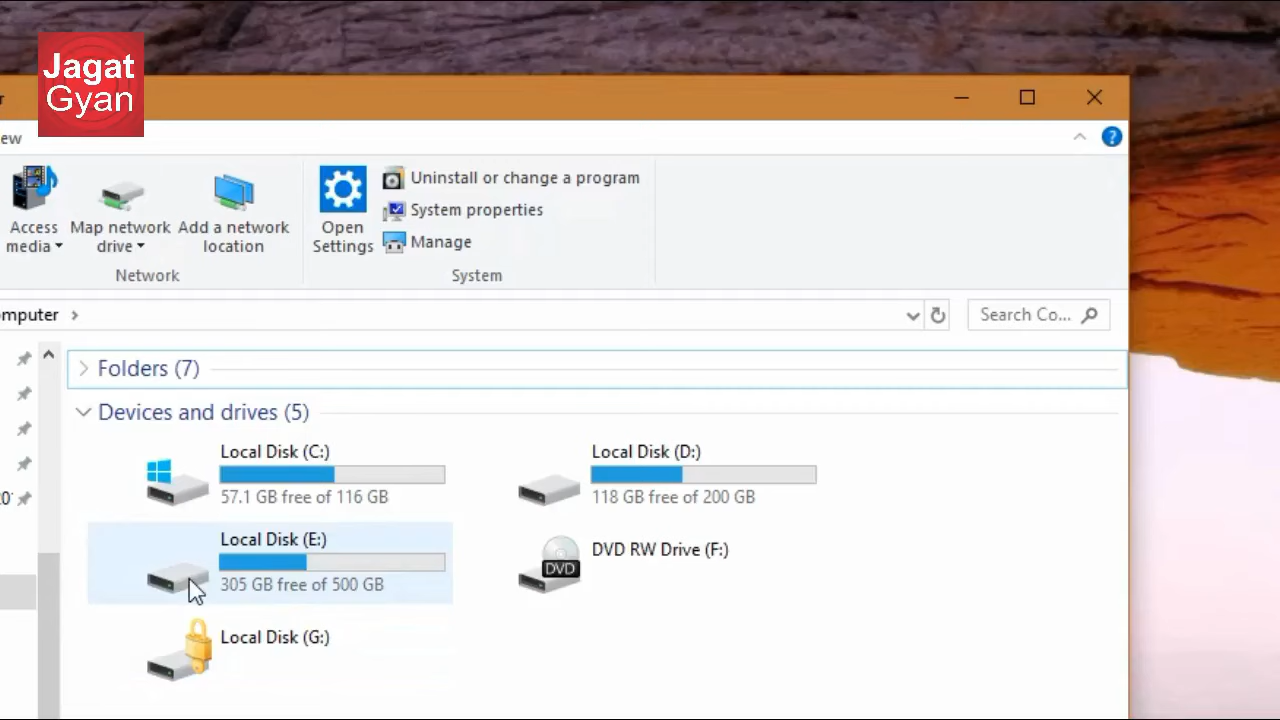 Jagat
Gyan
r
ew
Access
media
Map network
drive
Add a network
location
Network
Open
Settings
Uninstall or change a program
System properties
Manage
System
omputer
Search Co...
Folders (7)
Devices and drives (5)
Local Disk (C:)
57.1 GB free of 116 GB
Local Disk (D:)
118 GB free of 200 GB
Local Disk (E:)
305 GB free of 500 GB
DVD
DVD RW Drive (F:)
Local Disk (G:)